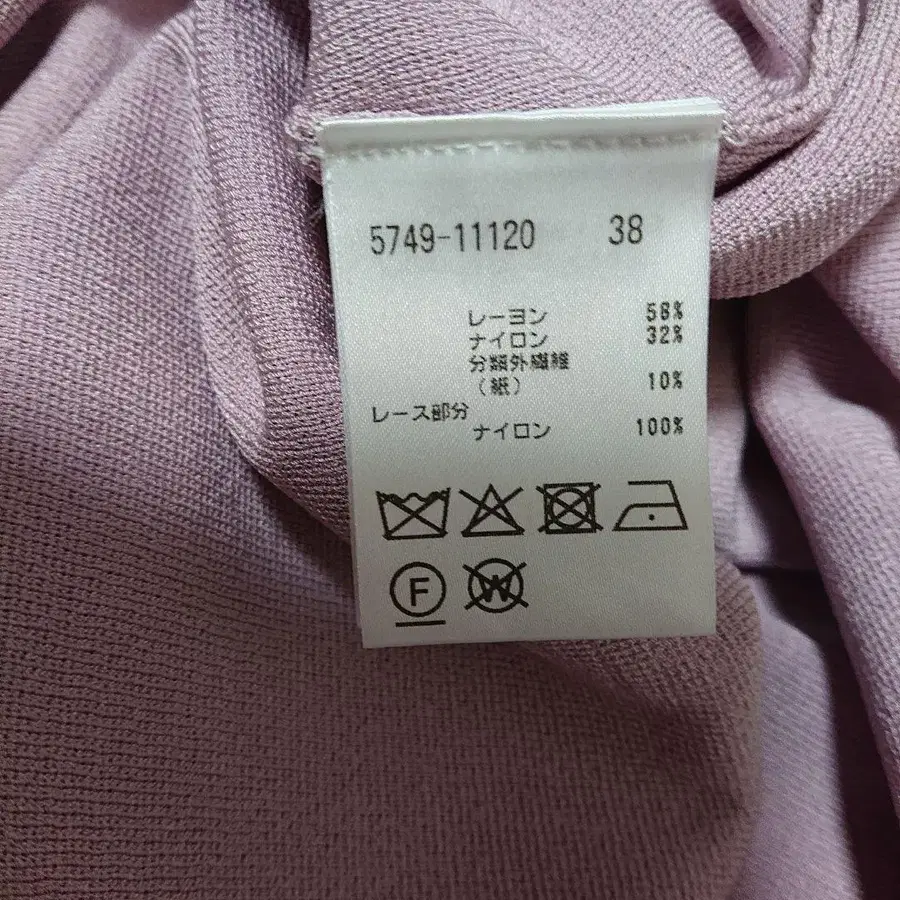 5749-11120 38
レーヨン 58%
ナイロン 32%
分類外繊維
(紙) 10%
レース部分
ナイロン 100%
F W